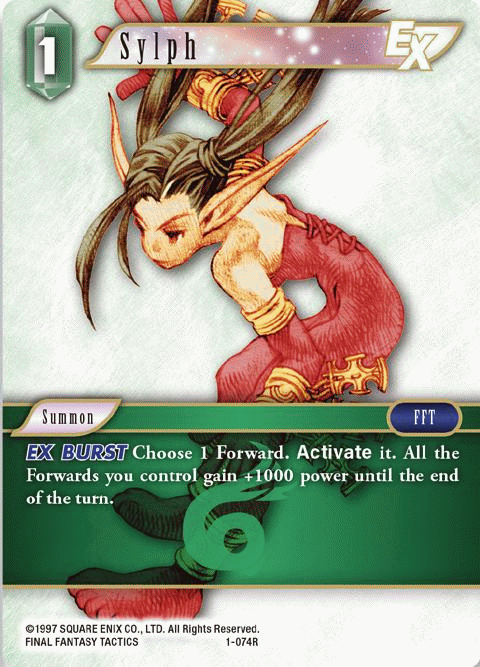 1
Sylph
EX
Summon
FFT
EX BURST Choose 1 Forward. Activate it. All the
Forwards you control gain +1000 power until the end
of the turn.
©1997 SQUARE ENIX CO., LTD. All Rights Reserved.
FINAL FANTASY TACTICS 1-074R